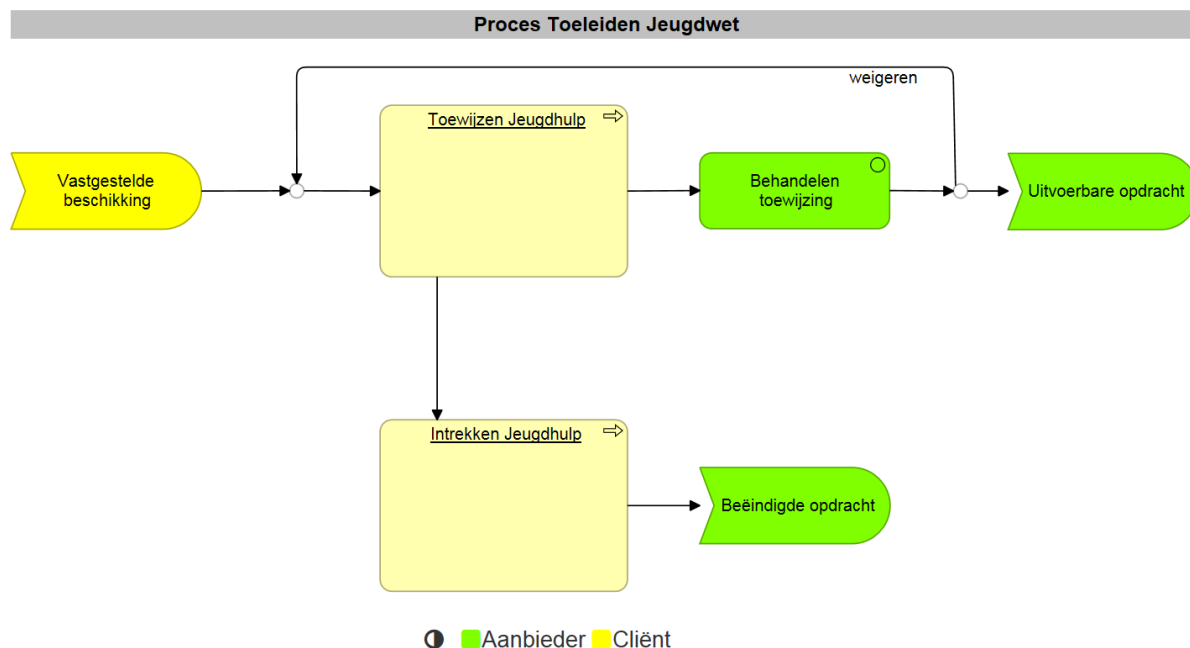 Proces Toeleiden Jeugdwet
weigeren
Toewijzen Jeugdhulp
Vastgestelde
beschikking
Behandelen
toewijzing
Uitvoerbare opdracht
Intrekken Jeugdhulp
Beëindigde opdracht
Aanbieder Cliënt